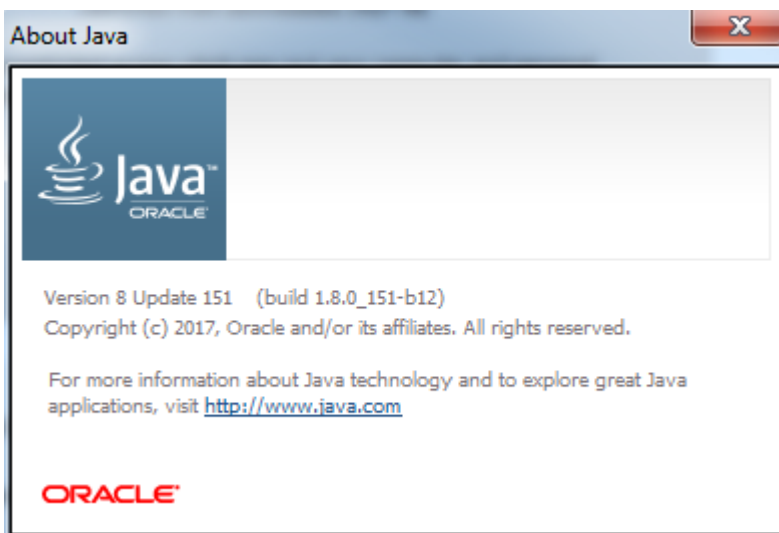 About Java
Java™
ORACLE
Version 8 Update 151 (build 1.8.0_151-b12)
Copyright (c) 2017, Oracle and/or its affiliates. All rights reserved.
For more information about Java technology and to explore great Java
applications, visit http://www.java.com
ORACLE